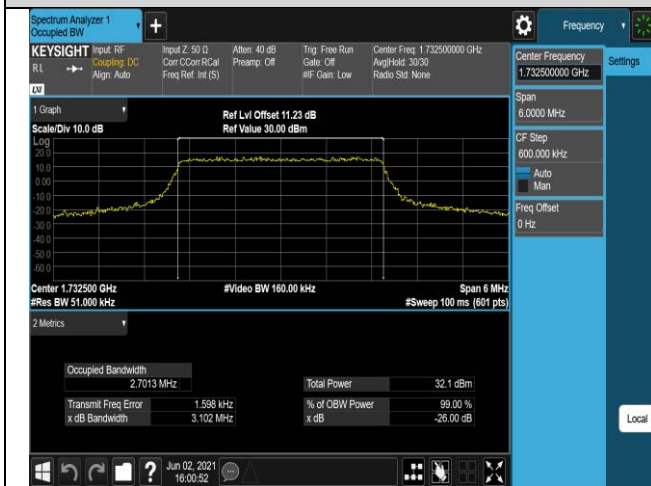 Spectrum Analyzer 1
Occupied BW
+
Frequency
KEYSIGHT
RL
LXI
Input: RF
Coupling: DC
Align: Auto
Input Z: 50 Ω
Corr CCorr RCal
Freq Ref: Int (S)
Atten: 40 dB
Preamp: Off
Trig: Free Run
Gate: Off
#IF Gain: Low
Center Freq: 1.732500000 GHz
Avg|Hold: 30/30
Radio Std: None
Center Frequency
1.732500000 GHz
Settings
Span
6.0000 MHz
CF Step
600.000 kHz
Auto
Man
Freq Offset
0 Hz
Local
1 Graph
Scale/Div 10.0 dB
Ref Lvl Offset 11.23 dB
Ref Value 30.00 dBm
Log
20.0
10.0
0.00
-10.0
-20.0
-30.0
-40.0
-50.0
-60.0
Center 1.732500 GHz
#Video BW 160.00 kHz
Span 6 MHz
#Res BW 51.000 kHz
#Sweep 100 ms (601 pts)
2 Metrics
Occupied Bandwidth
2.7013 MHz
Total Power 32.1 dBm
Transmit Freq Error 1.598 kHz
% of OBW Power 99.00 %
x dB Bandwidth 3.102 MHz
x dB -26.00 dB
?
Jun 02, 2021
16:00:52